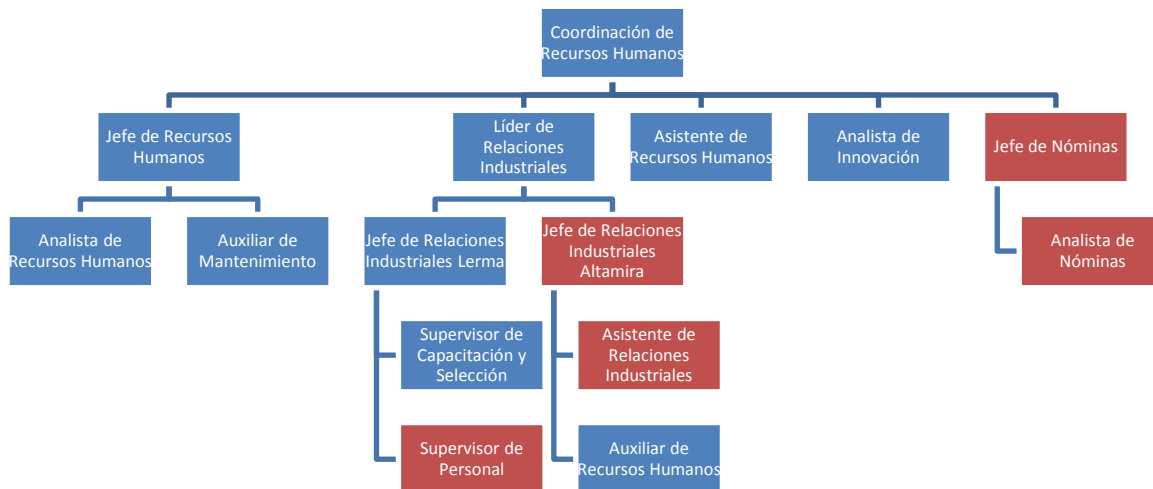 Coordinación de
Recursos Humanos
Jefe de Recursos
Humanos
Líder de
Relaciones
Industriales
Asistente de
Recursos Humanos
Analista de
Innovación
Jefe de Nóminas
Analista de
Recursos Humanos
Auxiliar de
Mantenimiento
Jefe de Relaciones
Industriales Lerma
Jefe de Relaciones
Industriales
Altamira
Analista de
Nóminas
Supervisor de
Capacitación y
Selección
Asistente de
Relaciones
Industriales
Supervisor de
Personal
Auxiliar de
Recursos Humanos